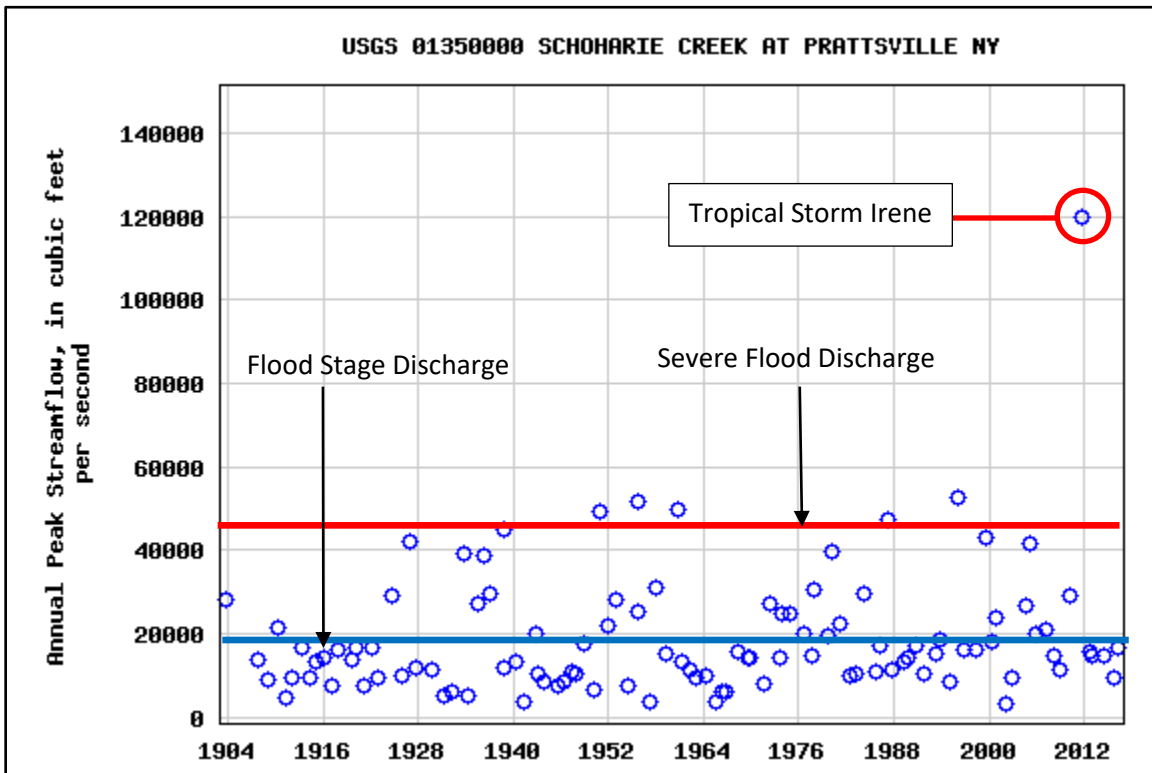 USGS 01350000 SCHOHARIE CREEK AT PRATTSVILLE NY
Annual Peak Streamflow, in cubic feet
per second
140000
120000
100000
80000
60000
40000
20000
0
Tropical Storm Irene
Flood Stage Discharge
Severe Flood Discharge
1904 1916 1928 1940 1952 1964 1976 1988 2000 2012